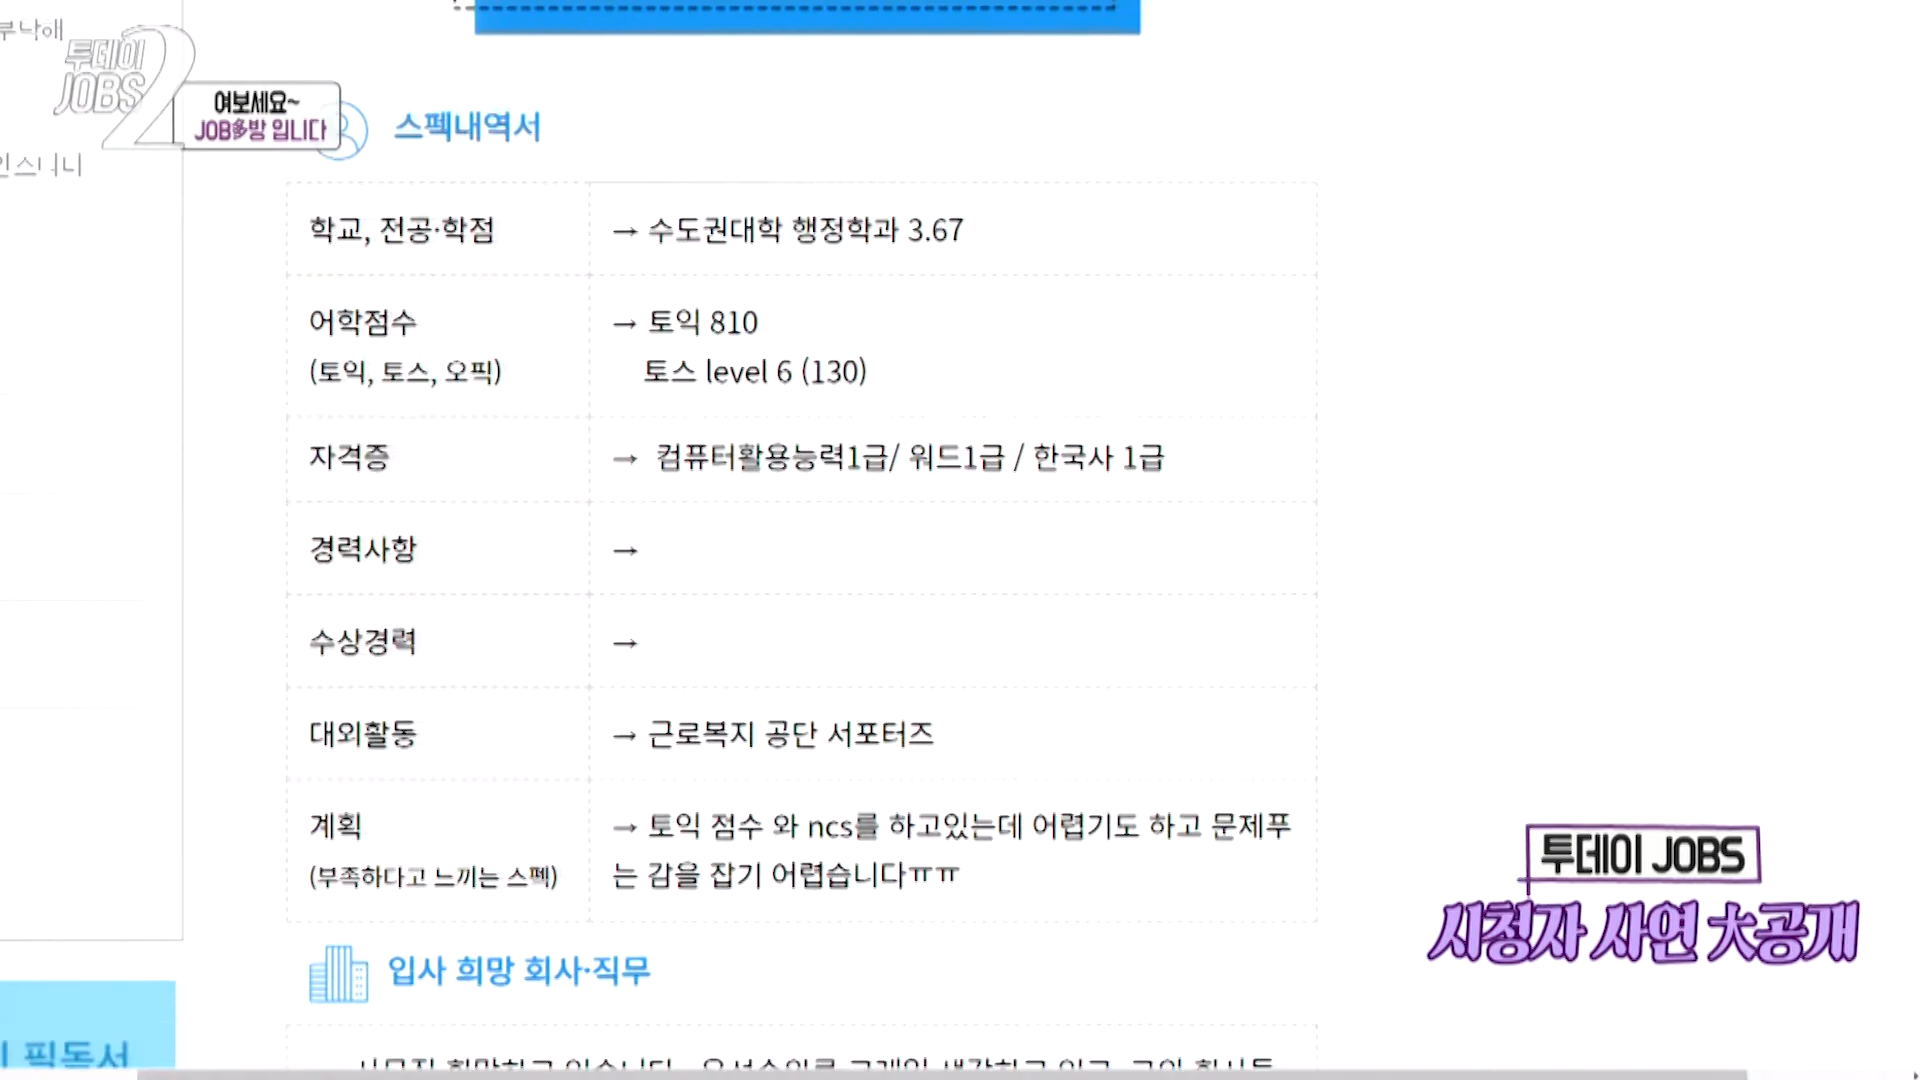 투데이
JOBS2
여보세요~
JOB多방 입니다
스펙내역서
학교, 전공·학점
→ 수도권대학 행정학과 3.67
어학점수
(토익, 토스, 오픽)
→ 토익 810
토스 level 6 (130)
자격증
→ 컴퓨터활용능력1급/ 워드1급 / 한국사 1급
경력사항
→
수상경력
→
대외활동
→ 근로복지 공단 서포터즈
계획
(부족하다고 느끼는 스펙)
→ 토익 점수 와 ncs를 하고있는데 어렵기도 하고 문제푸
는 감을 잡기 어렵습니다ㅠㅠ
입사 희망 회사·직무
필독서
투데이 JOBS
시청자 사연 大공개